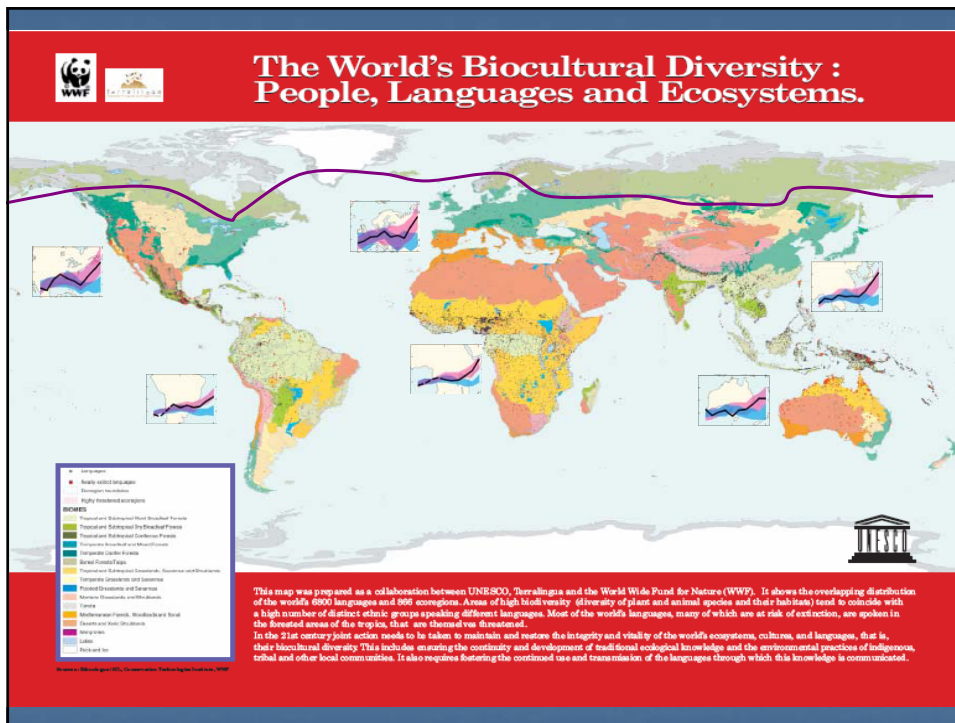 WWF
Terralingua
The World's Biocultural Diversity :
People, Languages and Ecosystems.
Languages
Nearly extinct languages
Ecoregion boundaries
Highly threatened ecoregions
BIOMES
Tropical and Subtropical Moist Broadleaf Forests
Tropical and Subtropical Dry Broadleaf Forests
Tropical and Subtropical Coniferous Forests
Temperate Broadleaf and Mixed Forests
Temperate Conifer Forests
Boreal Forests/Taiga
Tropical and Subtropical Grasslands, Savannas and Shrublands
Temperate Grasslands and Savannas
Flooded Grasslands and Savannas
Montane Grasslands and Shrublands
Tundra
Mediterranean Forests, Woodlands and Scrub
Deserts and Xeric Shrublands
Mangroves
Lakes
Rock and Ice
UNESCO
This map was prepared as a collaboration between UNESCO, Terralingua and the World Wide Fund for Nature (WWF). It shows the overlapping distribution
of the world's 6800 languages and 866 ecoregions. Areas of high biodiversity (diversity of plant and animal species and their habitats) tend to coincide with
a high number of distinct ethnic groups speaking different languages. Most of the world's languages, many of which are at risk of extinction, are spoken in
the forested areas of the tropics, that are themselves threatened.
In the 21st century joint action needs to be taken to maintain and restore the integrity and vitality of the world's ecosystems, cultures, and languages, that is,
their biocultural diversity. This includes ensuring the continuity and development of traditional ecological knowledge and the environmental practices of indigenous,
tribal and other local communities. It also requires fostering the continued use and transmission of the languages through which this knowledge is communicated.